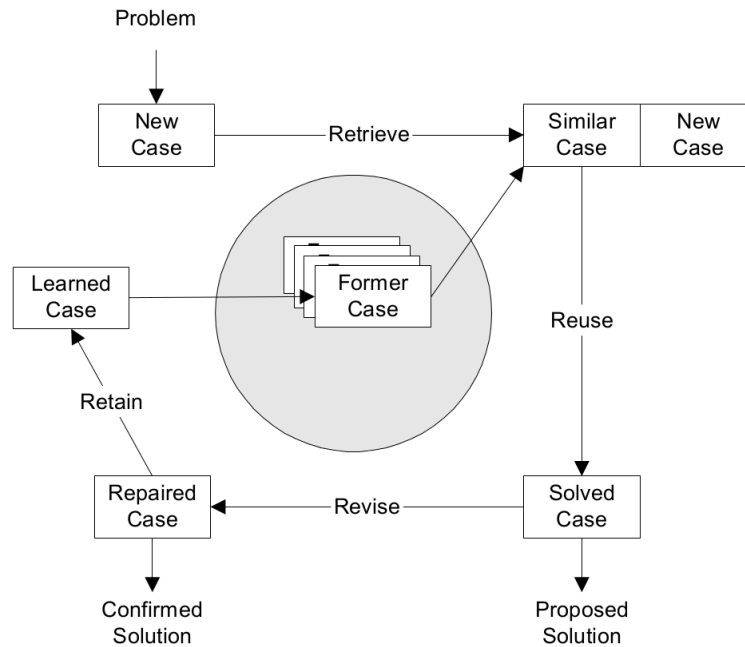 Problem
New
Case
Retrieve
Similar
Case
New
Case
Learned
Case
Former
Case
Reuse
Retain
Repaired
Case
Revise
Solved
Case
Confirmed
Solution
Proposed
Solution